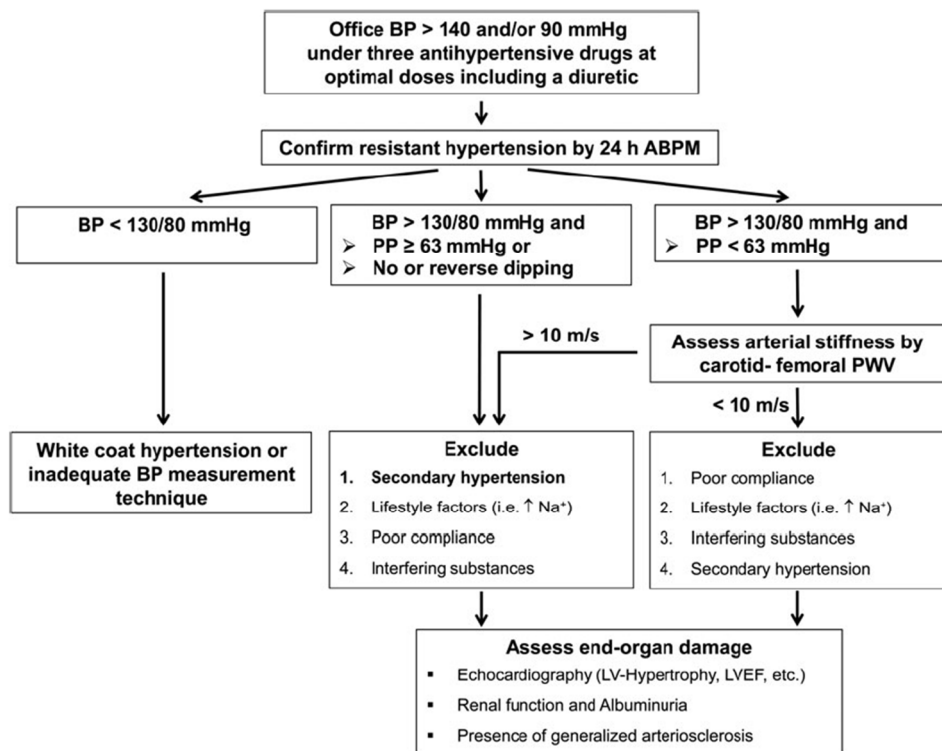 Office BP > 140 and/or 90 mmHg
under three antihypertensive drugs at
optimal doses including a diuretic
Confirm resistant hypertension by 24 h ABPM
BP < 130/80 mmHg
BP > 130/80 mmHg and
➢ PP ≥ 63 mmHg or
➢ No or reverse dipping
BP > 130/80 mmHg and
➢ PP < 63 mmHg
> 10 m/s
Assess arterial stiffness by
carotid- femoral PWV
< 10 m/s
White coat hypertension or
inadequate BP measurement
technique
Exclude
1. Secondary hypertension
2. Lifestyle factors (i.e. ↑ Na⁺)
3. Poor compliance
4. Interfering substances
Exclude
1. Poor compliance
2. Lifestyle factors (i.e. ↑ Na⁺)
3. Interfering substances
4. Secondary hypertension
Assess end-organ damage
▪ Echocardiography (LV-Hypertrophy, LVEF, etc.)
▪ Renal function and Albuminuria
▪ Presence of generalized arteriosclerosis